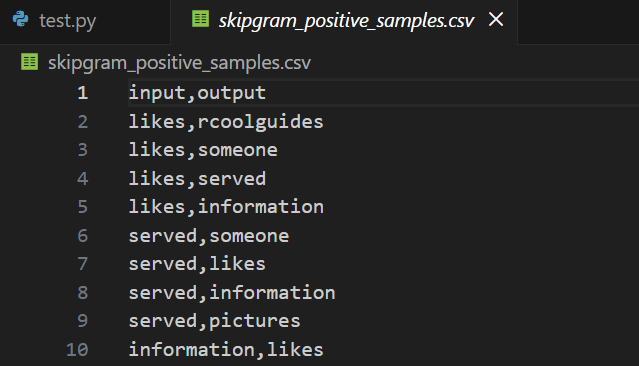 test.py skipgram_positive_samples.csv
skipgram_positive_samples.csv
1 input,output
2 likes,rcoolguides
3 likes,someone
4 likes,served
5 likes,information
6 served,someone
7 served,likes
8 served,information
9 served,pictures
10 information,likes